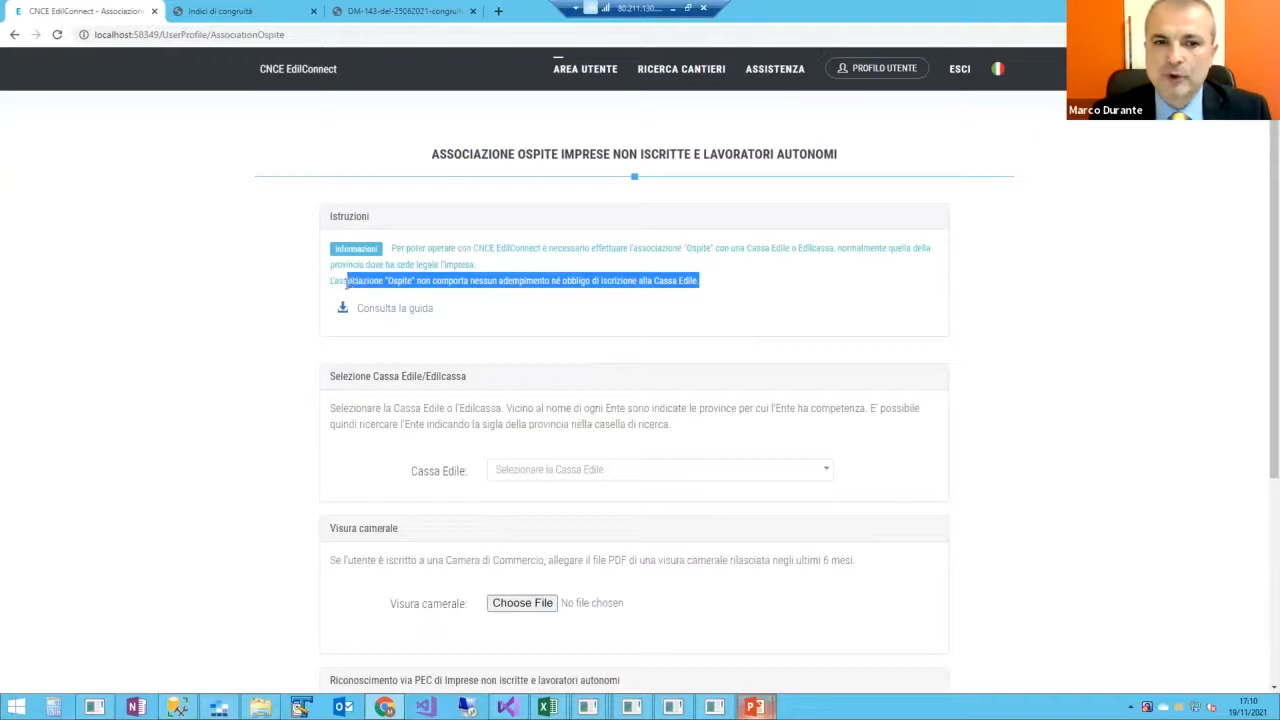 CNCE EdilConnect - Associazion
Indici di congruità
DM-143-del-25062021-congruit
80.211.130....
localhost:58349/UserProfile/AssociationOspite
CNCE EdilConnect
AREA UTENTE
RICERCA CANTIERI
ASSISTENZA
PROFILO UTENTE
ESCI
Marco Durante
ASSOCIAZIONE OSPITE IMPRESE NON ISCRITTE E LAVORATORI AUTONOMI
Istruzioni
Informazioni Per poter operare con CNCE EdilConnect è necessario effettuare l'associazione "Ospite" con una Cassa Edile o Edilcassa, normalmente quella della
provincia dove ha sede legale l'impresa.
L'associazione "Ospite" non comporta nessun adempimento né obbligo di iscrizione alla Cassa Edile.
Consulta la guida
Selezione Cassa Edile/Edilcassa
Selezionare la Cassa Edile o l'Edilcassa. Vicino al nome di ogni Ente sono indicate le province per cui l'Ente ha competenza. E' possibile
quindi ricercare l'Ente indicando la sigla della provincia nella casella di ricerca.
Cassa Edile: Selezionare la Cassa Edile
Visura camerale
Se l'utente è iscritto a una Camera di Commercio, allegare il file PDF di una visura camerale rilasciata negli ultimi 6 mesi.
Visura camerale: Choose File No file chosen
Riconoscimento via PEC di Imprese non iscritte e lavoratori autonomi
17:10
19/11/2021